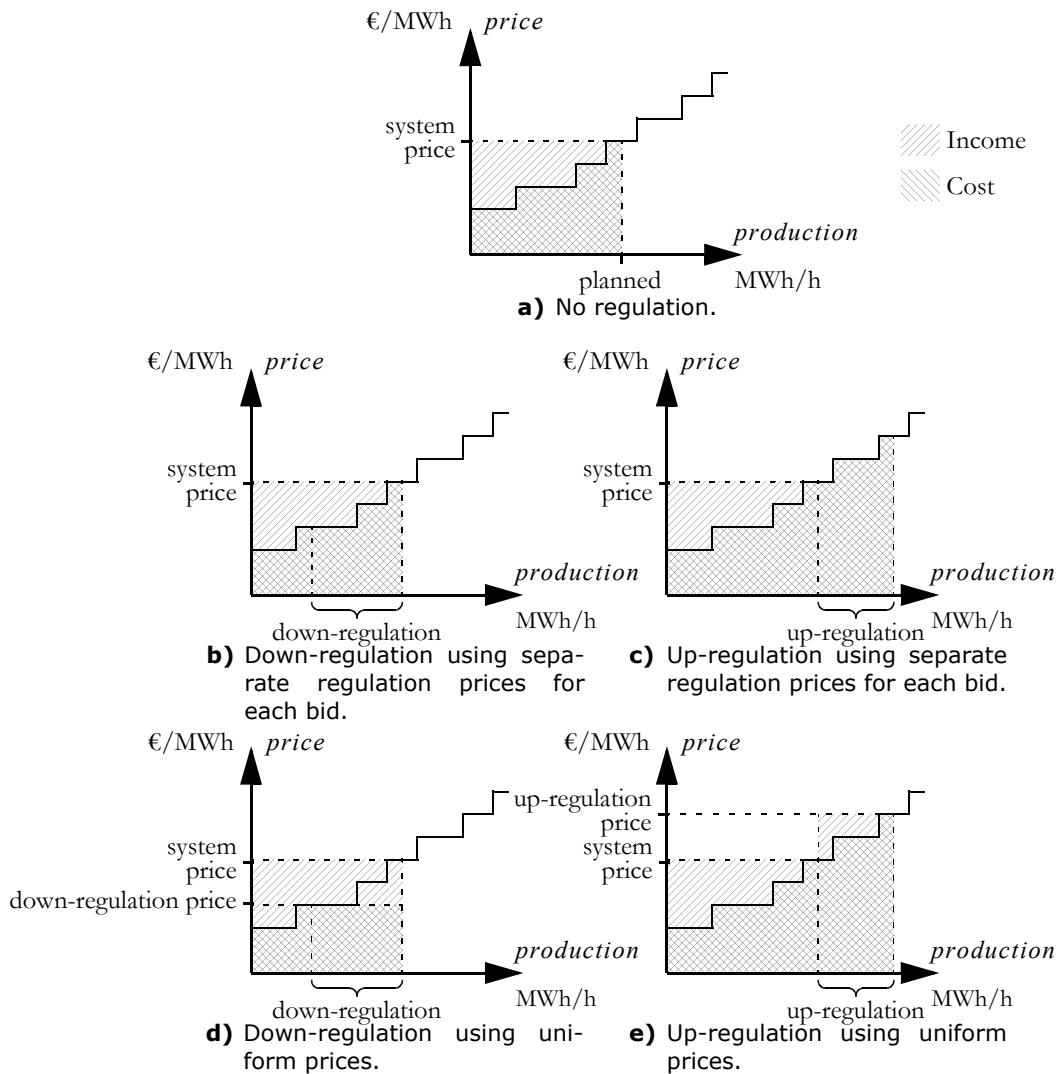 €/MWh price
system
price
Income
Cost
production
planned MWh/h
a) No regulation.
€/MWh price
system
price
production
MWh/h
down-regulation
b) Down-regulation using sepa-
rate regulation prices for
each bid.
€/MWh price
system
price
production
MWh/h
up-regulation
c) Up-regulation using separate
regulation prices for each bid.
€/MWh price
system
price
down-regulation price
production
MWh/h
down-regulation
d) Down-regulation using uni-
form prices.
€/MWh price
up-regulation
price
system
price
production
MWh/h
up-regulation
e) Up-regulation using uniform
prices.